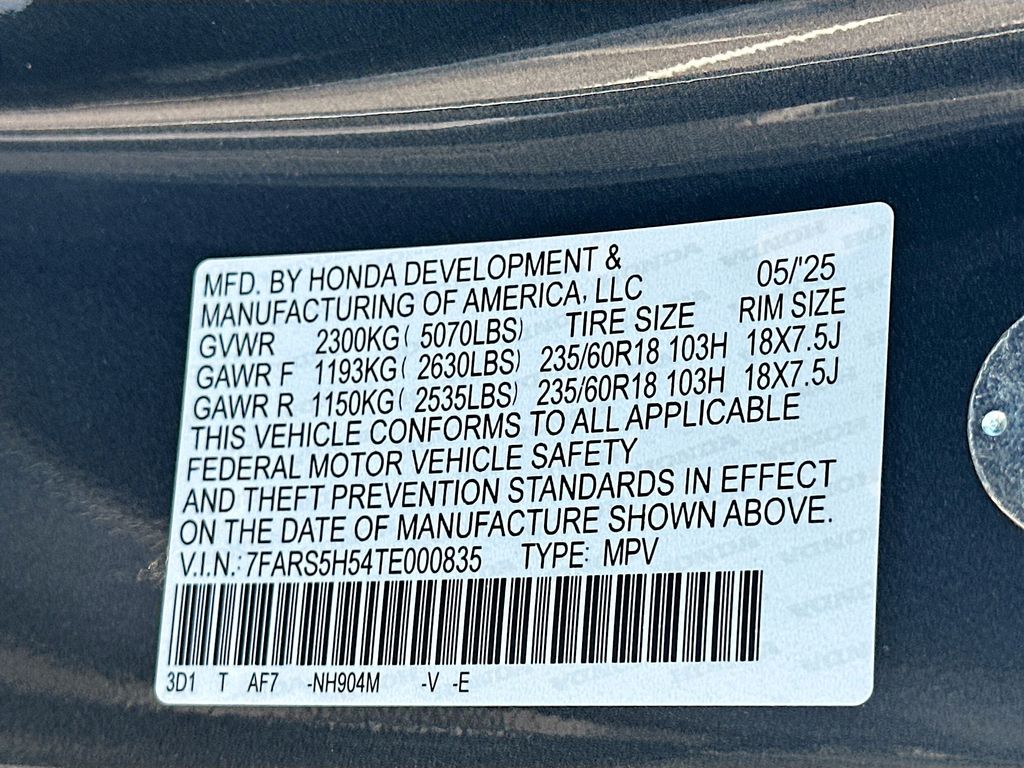 MFD. BY HONDA DEVELOPMENT &
MANUFACTURING OF AMERICA, LLC 05/'25
GVWR 2300KG( 5070LBS) TIRE SIZE RIM SIZE
GAWR F 1193KG( 2630LBS) 235/60R18 103H 18X7.5J
GAWR R 1150KG( 2535LBS) 235/60R18 103H 18X7.5J
THIS VEHICLE CONFORMS TO ALL APPLICABLE
FEDERAL MOTOR VEHICLE SAFETY
AND THEFT PREVENTION STANDARDS IN EFFECT
ON THE DATE OF MANUFACTURE SHOWN ABOVE.
V.I.N.: 7FARS5H54TE000835 TYPE: MPV
3D1 T AF7 -NH904M -V -E